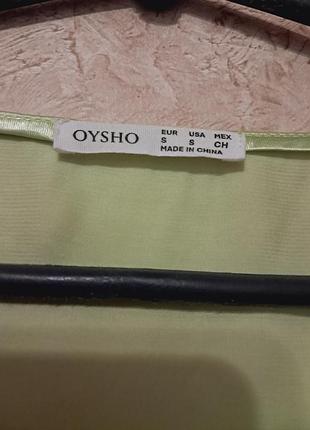 OYSHO
EUR USA MEX
S S CH
MADE IN CHINA